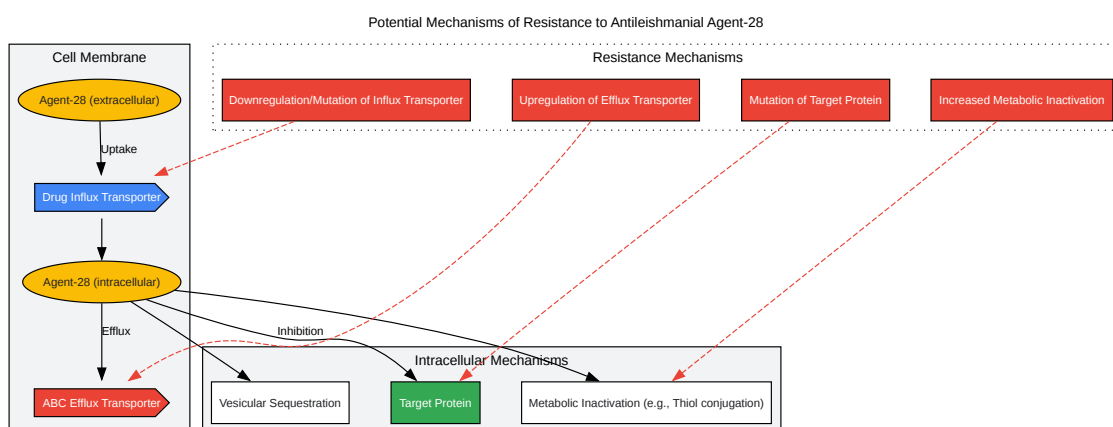 Potential Mechanisms of Resistance to Antileishmanial Agent-28
Cell Membrane
Resistance Mechanisms
Agent-28 (extracellular)
Downregulation/Mutation of Influx Transporter
Upregulation of Efflux Transporter
Mutation of Target Protein
Increased Metabolic Inactivation
Uptake
Drug Influx Transporter
Agent-28 (intracellular)
Efflux
Inhibition
Intracellular Mechanisms
ABC Efflux Transporter
Vesicular Sequestration
Target Protein
Metabolic Inactivation (e.g., Thiol conjugation)